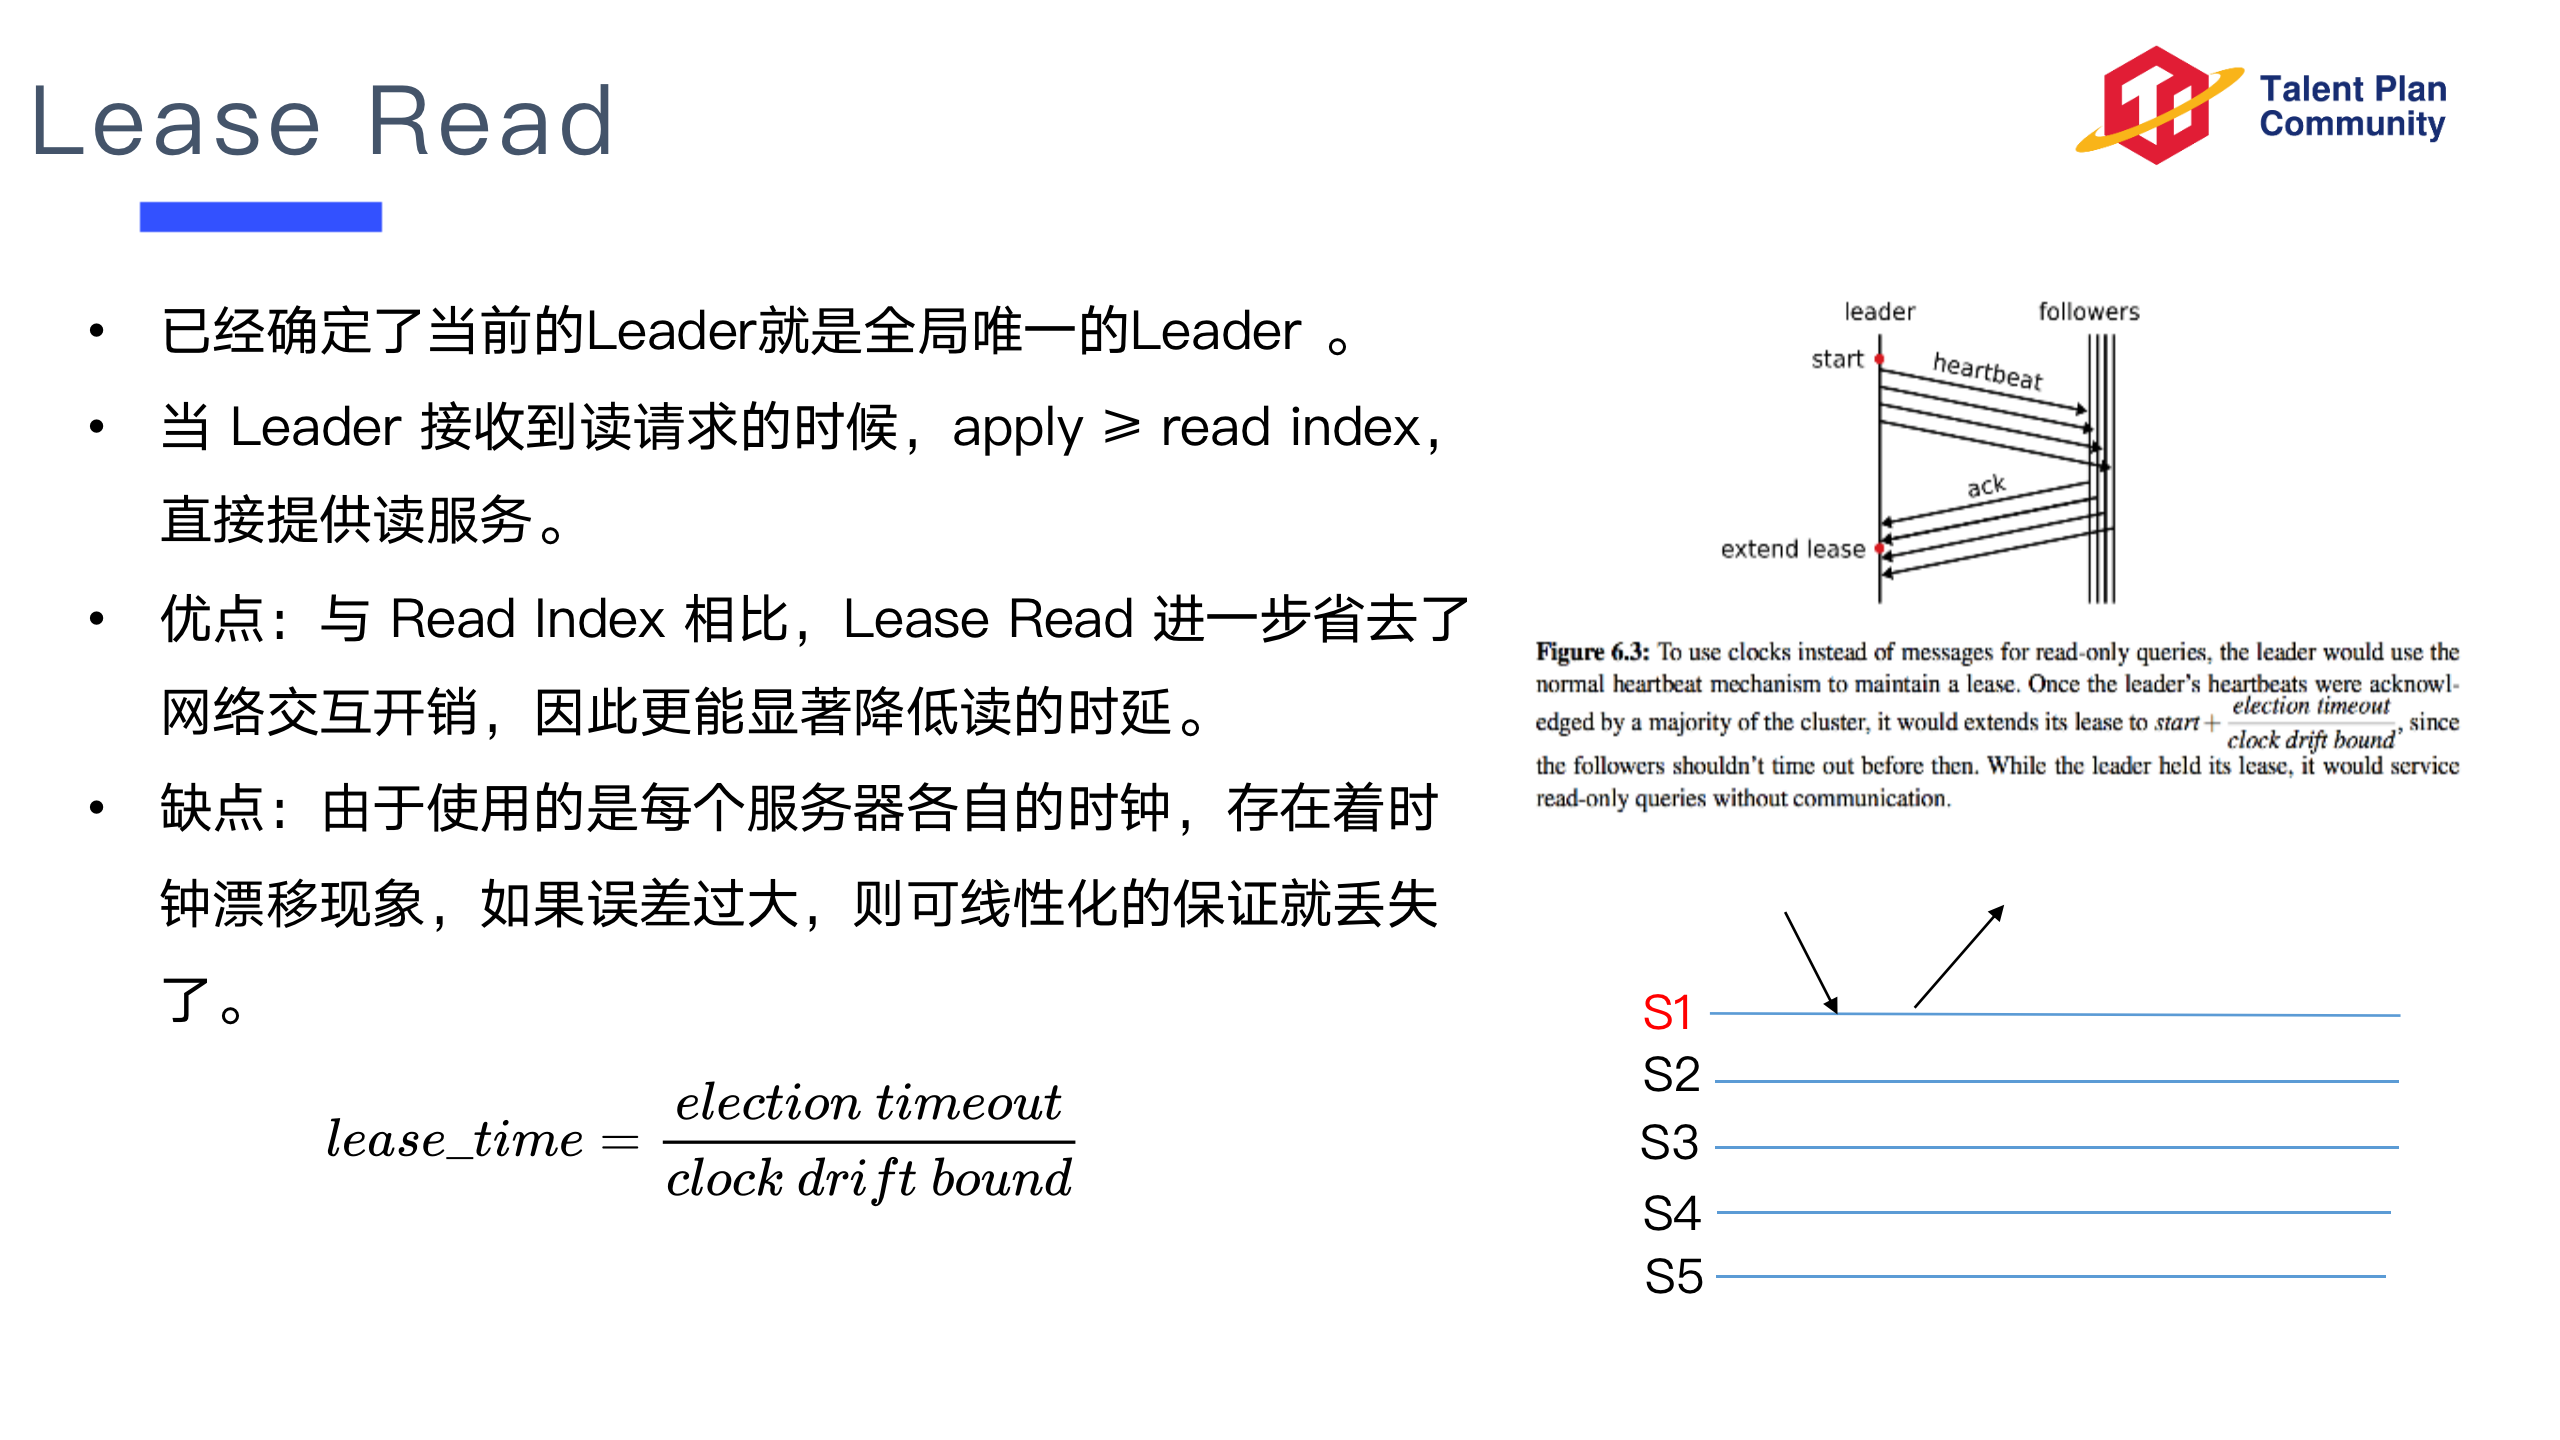 Lease Read
Talent Plan
Community
• 已经确定了当前的Leader就是全局唯一的Leader 。
• 当 Leader 接收到读请求的时候，apply ⩾ read index，
直接提供读服务。
• 优点：与 Read Index 相比，Lease Read 进一步省去了
网络交互开销，因此更能显著降低读的时延。
• 缺点：由于使用的是每个服务器各自的时钟，存在着时
钟漂移现象，如果误差过大，则可线性化的保证就丢失
了。
lease_time = election timeout / clock drift bound
leader followers
start heartbeat
ack
extend lease
Figure 6.3: To use clocks instead of messages for read-only queries, the leader would use the
normal heartbeat mechanism to maintain a lease. Once the leader's heartbeats were acknowl-
edged by a majority of the cluster, it would extends its lease to start + election timeout / clock drift bound, since
the followers shouldn't time out before then. While the leader held its lease, it would service
read-only queries without communication.
S1
S2
S3
S4
S5